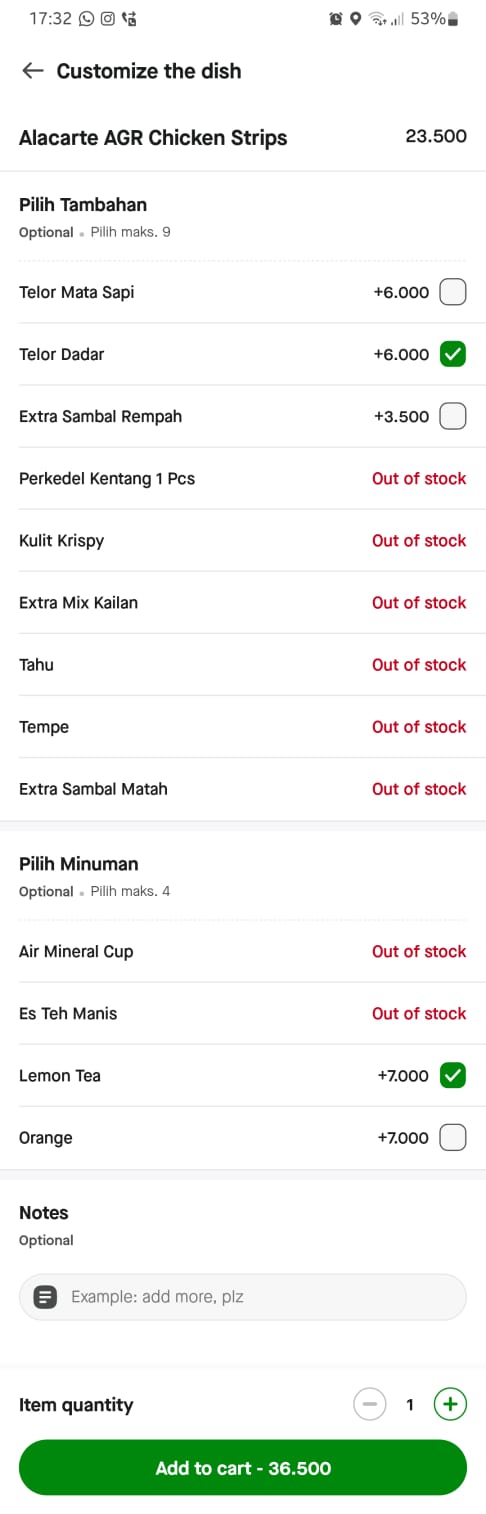 17:32 53%
Customize the dish
Alacarte AGR Chicken Strips 23.500
Pilih Tambahan
Optional • Pilih maks. 9
Telor Mata Sapi +6.000
Telor Dadar +6.000
Extra Sambal Rempah +3.500
Perkedel Kentang 1 Pcs Out of stock
Kulit Krispy Out of stock
Extra Mix Kailan Out of stock
Tahu Out of stock
Tempe Out of stock
Extra Sambal Matah Out of stock
Pilih Minuman
Optional • Pilih maks. 4
Air Mineral Cup Out of stock
Es Teh Manis Out of stock
Lemon Tea +7.000
Orange +7.000
Notes
Optional
Example: add more, plz
Item quantity 1
Add to cart - 36.500